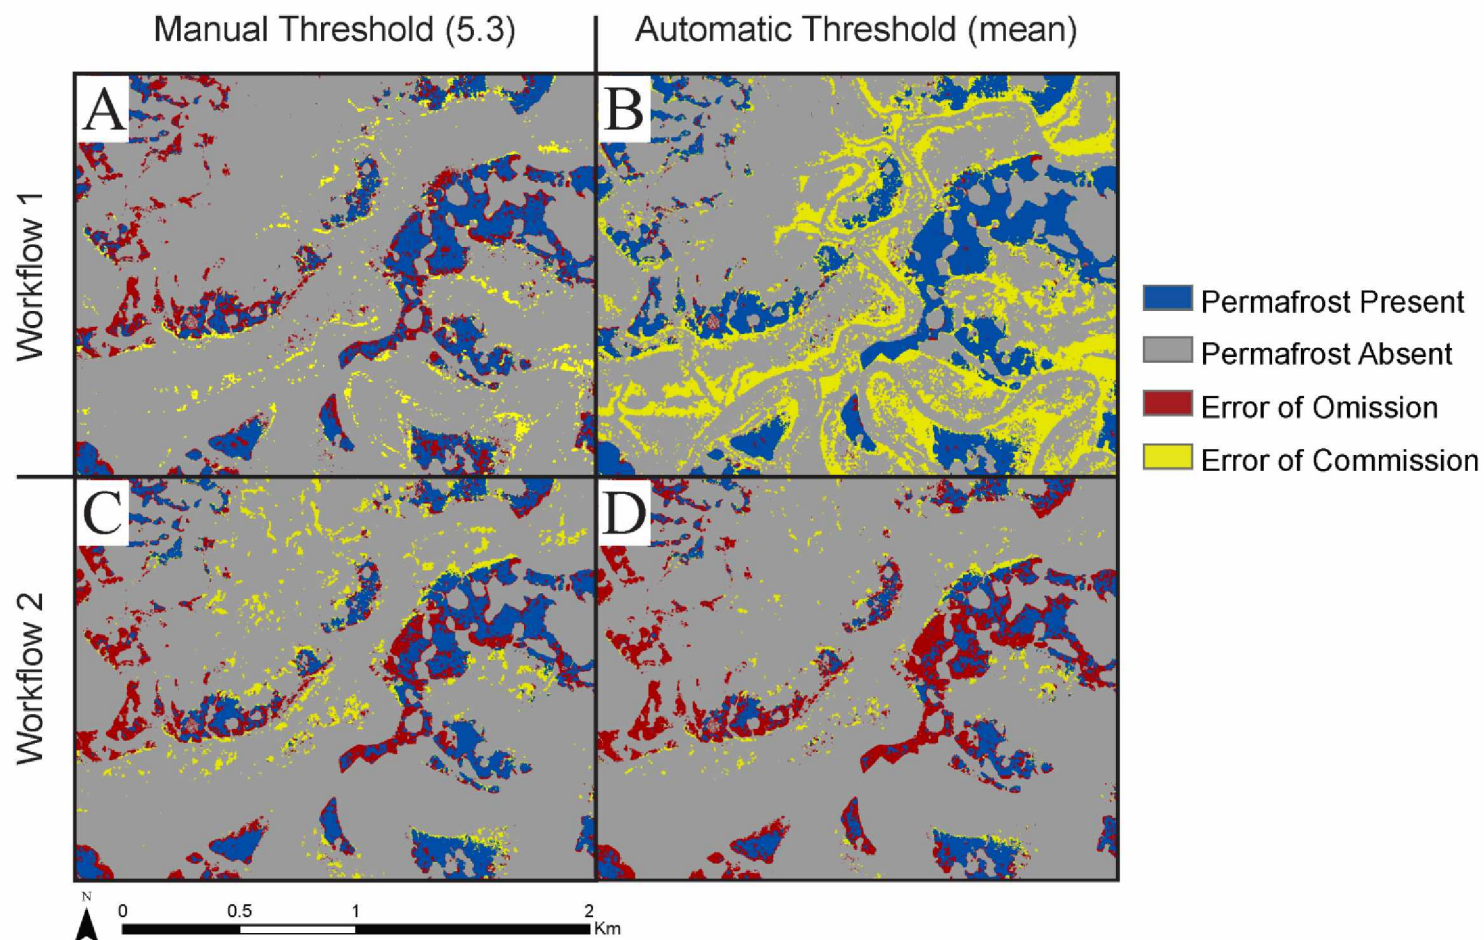 Manual Threshold (5.3)
Automatic Threshold (mean)
Workflow 1
A
B
Permafrost Present
Permafrost Absent
Error of Omission
Error of Commission
Workflow 2
C
D
N
0 0.5 1 2
Km